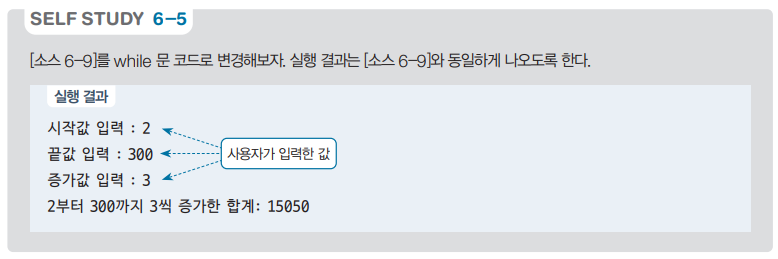 SELF STUDY 6-5
[소스 6-9]를 while 문 코드로 변경해보자. 실행 결과는 [소스 6-9]와 동일하게 나오도록 한다.
실행 결과
시작값 입력 : 2
끝값 입력 : 300
사용자가 입력한 값
증가값 입력 : 3
2부터 300까지 3씩 증가한 합계: 15050